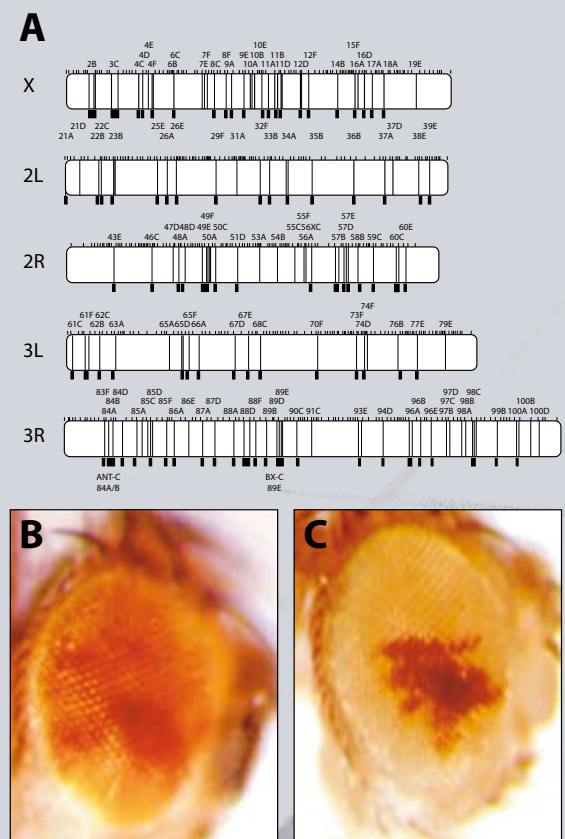 A
4E 10E 15F
4D 6C 7F 8F 9E 10B 11B 12F 16D
2B 3C 4C 4F 6B 7E 8C 9A 10A 11A 11D 12D 14B 16A 17A 18A 19E
X
21D 22C 25E 26E 32F 37D 39E
21A 22B 23B 26A 29F 31A 33B 34A 35B 36B 37A 38E
2L
49F 55F 57E
47D 48D 49E 50C 55C 56XC 57D 60E
43E 46C 48A 50A 51D 53A 54B 56A 57B 58B 59C 60C
2R
74F
61F 62C 65F 67E 73F
61C 62B 63A 65A 65D 66A 67D 68C 70F 74D 76B 77E 79E
3L
83F 84D 85D 89E 97D 98C
84B 85C 85F 86E 87D 88F 89D 96B 97C 98B 100B
84A 85A 86A 87A 88A 88D 89B 90C 91C 93E 94D 96A 96E 97B 98A 99B 100A 100D
3R
ANT-C BX-C
84A/B 89E
B
C